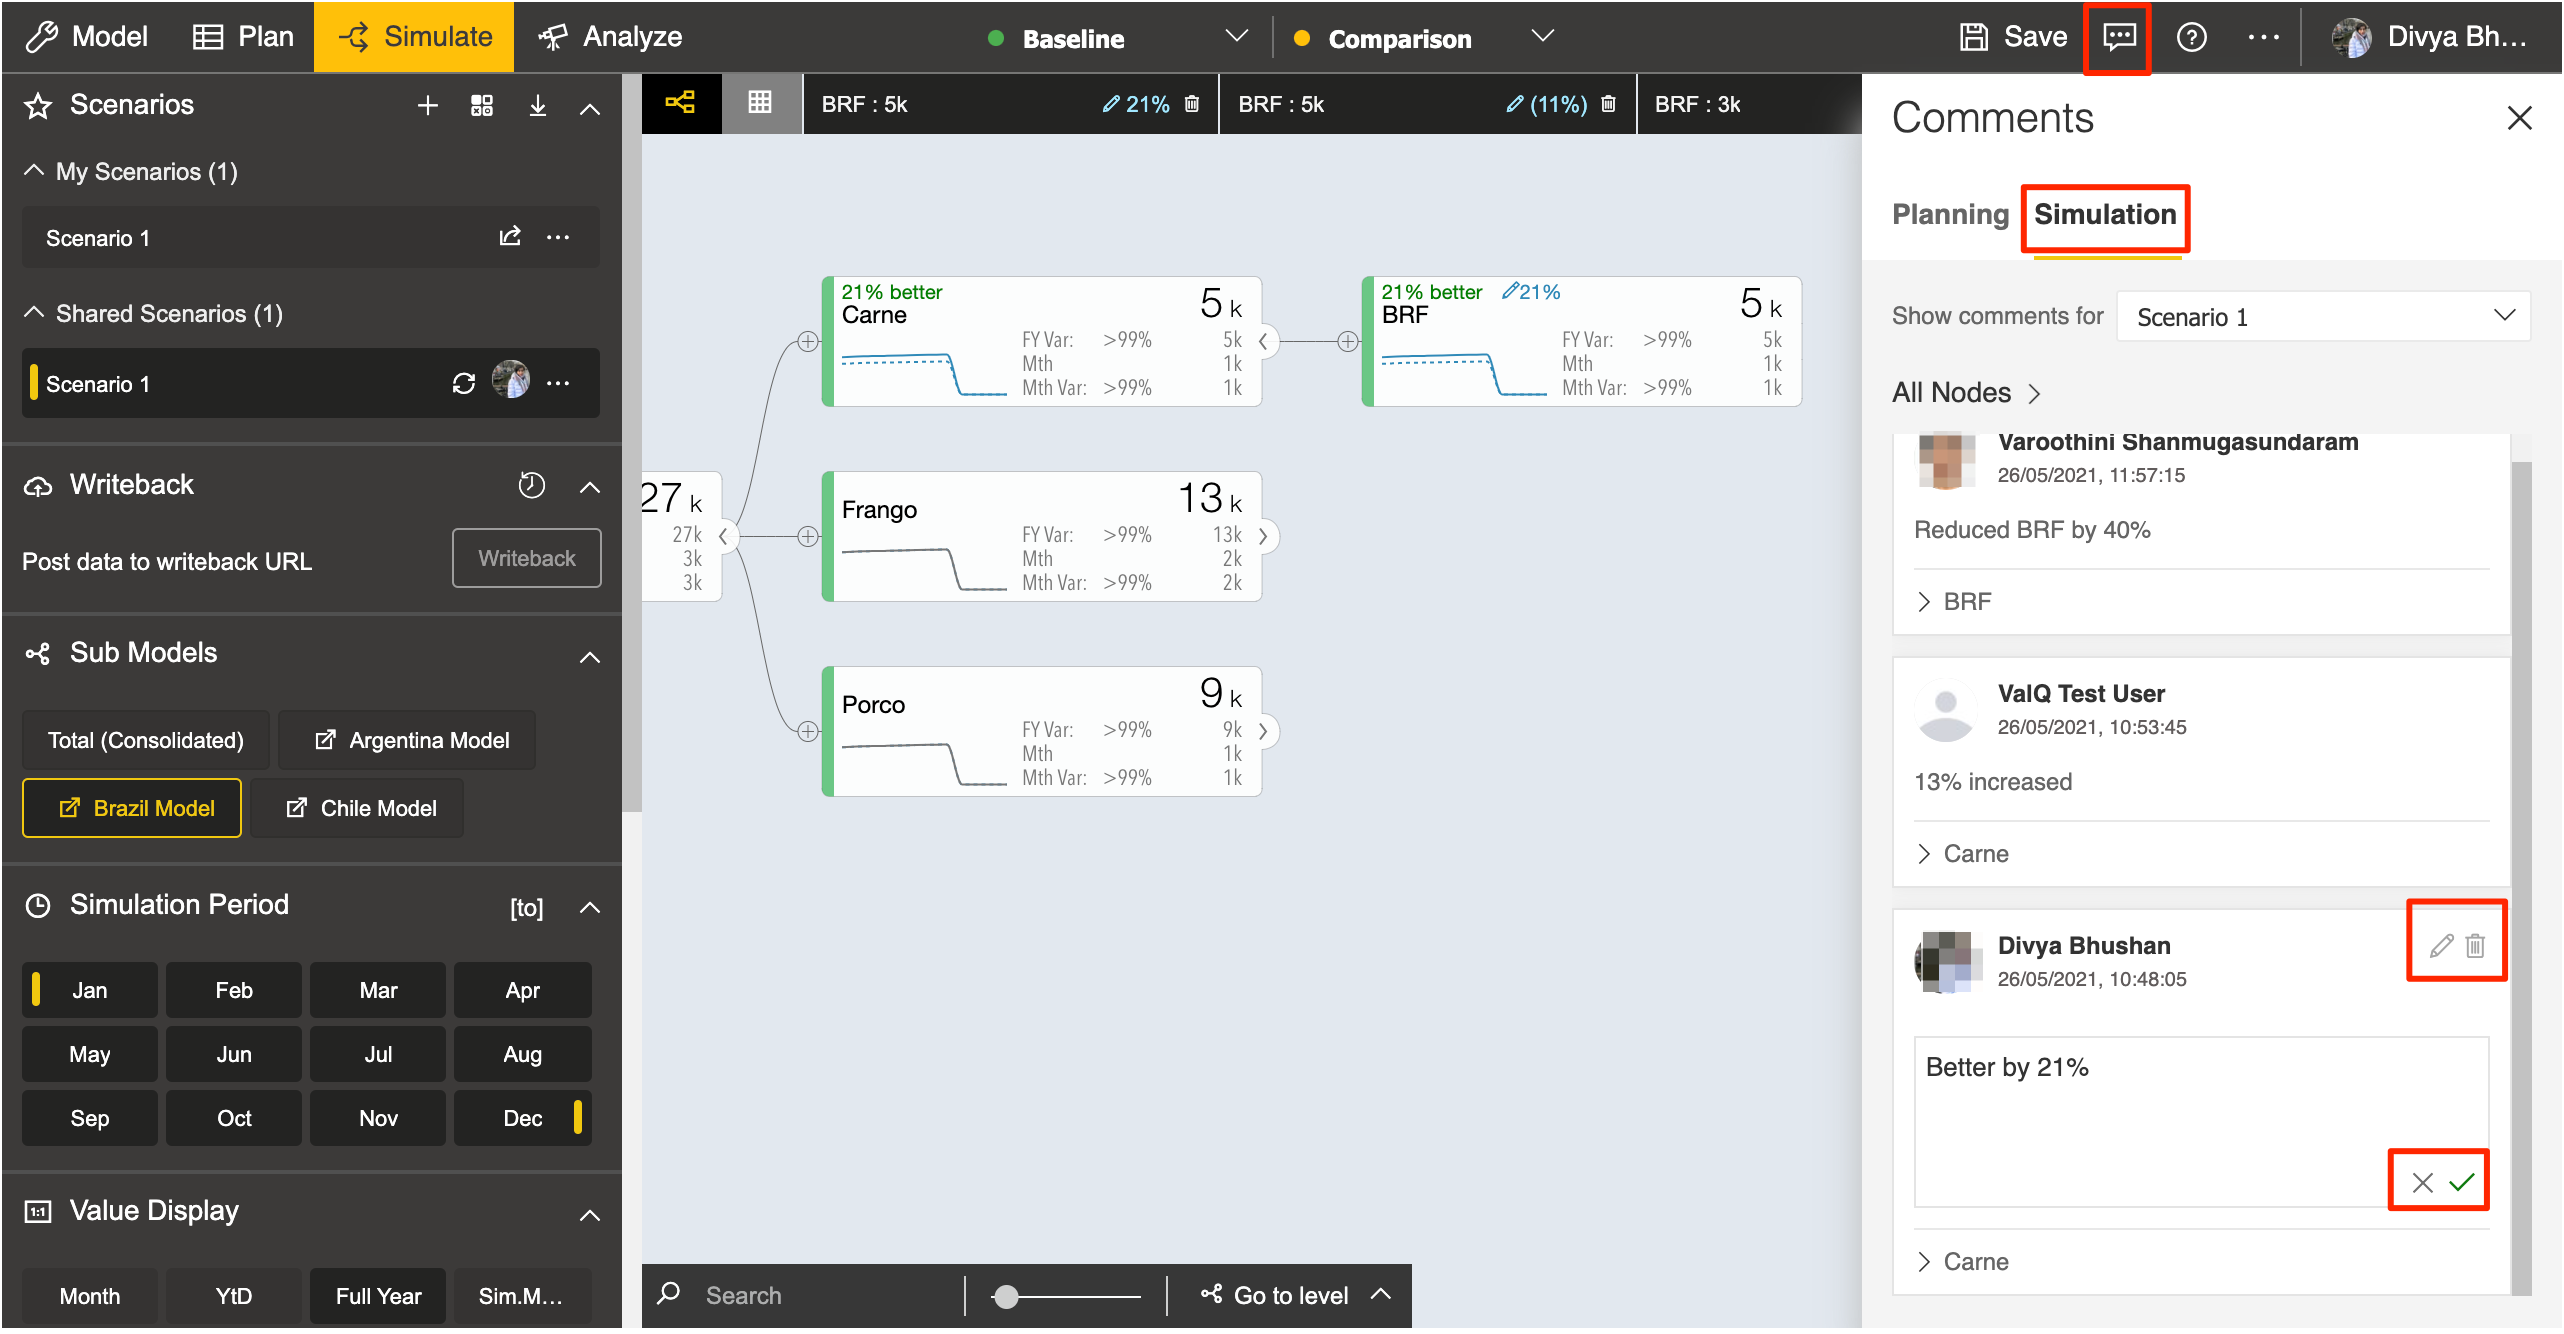 Model
Plan
Simulate
Analyze
Baseline
Comparison
Save
Divya Bh...
Scenarios
My Scenarios (1)
Scenario 1
Shared Scenarios (1)
Scenario 1
Writeback
Post data to writeback URL
Writeback
Sub Models
Total (Consolidated)
Argentina Model
Brazil Model
Chile Model
Simulation Period
[to]
Jan
Feb
Mar
Apr
May
Jun
Jul
Aug
Sep
Oct
Nov
Dec
1:1
Value Display
Month
YtD
Full Year
Sim.M...
BRF : 5k
21%
BRF : 5k
(11%)
BRF : 3k
27 k
27k
3k
3k
21% better
Carne
5 k
FY Var: >99% 5k
Mth 1k
Mth Var: >99% 1k
21% better
21%
BRF
5 k
FY Var: >99% 5k
Mth 1k
Mth Var: >99% 1k
Frango
13 k
FY Var: >99% 13k
Mth 2k
Mth Var: >99% 2k
Porco
9 k
FY Var: >99% 9k
Mth 1k
Mth Var: >99% 1k
Search
Go to level
Comments
Planning
Simulation
Show comments for
Scenario 1
All Nodes
Varoothini Shanmugasundaram
26/05/2021, 11:57:15
Reduced BRF by 40%
BRF
ValQ Test User
26/05/2021, 10:53:45
13% increased
Carne
Divya Bhushan
26/05/2021, 10:48:05
Better by 21%
Carne